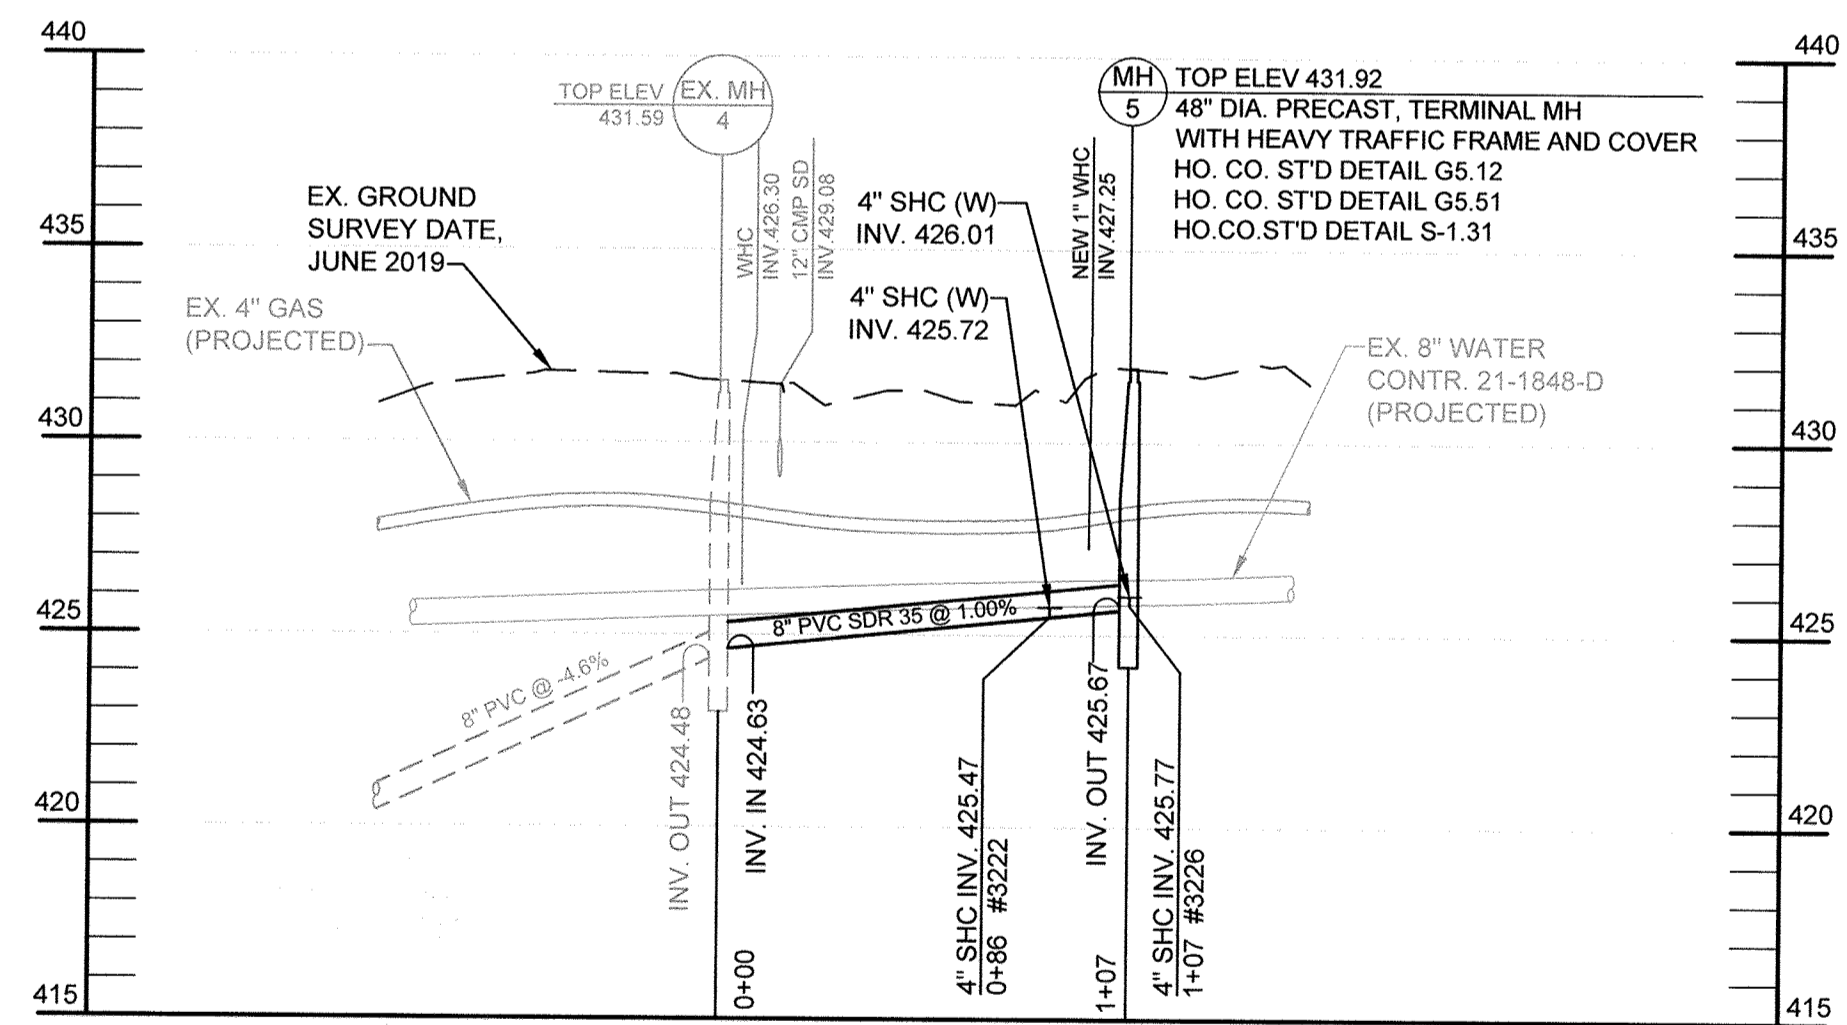 440
435
430
425
420
415
TOP ELEV
431.59
EX. MH
4
MH
5
TOP ELEV 431.92
48" DIA. PRECAST, TERMINAL MH
WITH HEAVY TRAFFIC FRAME AND COVER
HO. CO. ST'D DETAIL G5.12
HO. CO. ST'D DETAIL G5.51
HO.CO.ST'D DETAIL S-1.31
EX. GROUND
SURVEY DATE,
JUNE 2019
EX. 4" GAS
(PROJECTED)
WHC
INV.426.30
12" CMP SD
INV.429.08
4" SHC (W)
INV. 426.01
4" SHC (W)
INV. 425.72
NEW 1" WHC
INV.427.25
EX. 8" WATER
CONTR. 21-1848-D
(PROJECTED)
8" PVC SDR 35 @ 1.00%
8" PVC @ -4.6%
INV. OUT 424.48
INV. IN 424.63
0+00
4" SHC INV. 425.47
0+86 #3222
INV. OUT 425.67
1+07
4" SHC INV. 425.77
1+07 #3226
440
435
430
425
420
415